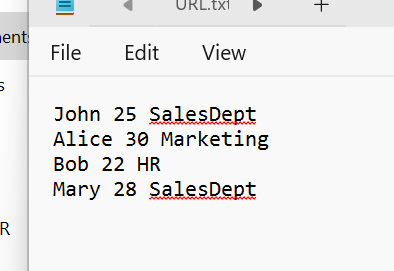 URL.txt
File Edit View
John 25 SalesDept
Alice 30 Marketing
Bob 22 HR
Mary 28 SalesDept